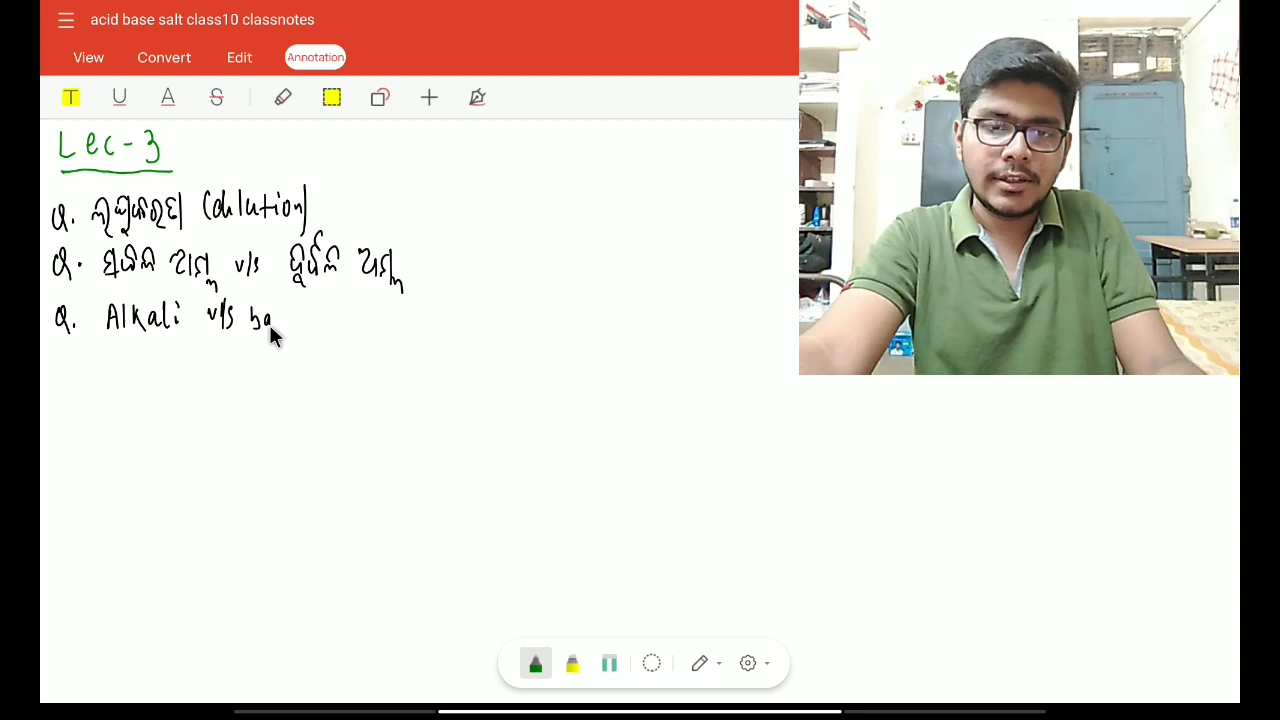 acid base salt class10 classnotes
View Convert Edit Annotation
Lec-3
Q. ଲଘୁକରଣ (dilution)
Q. ସବଳ ଅମ୍ଳ v/s ଦୁର୍ବଳ ଅମ୍ଳ
Q. Alkali v/s ba